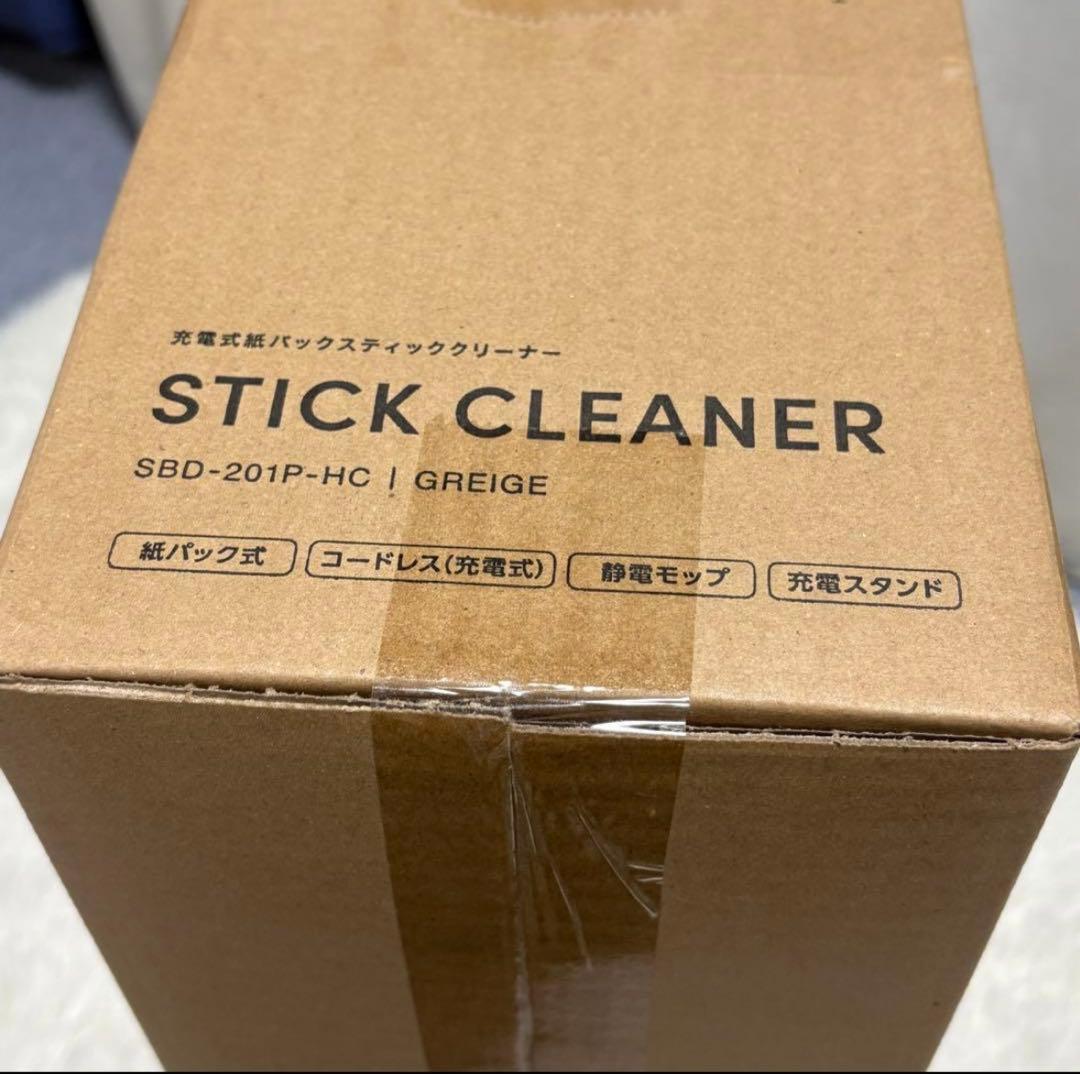 充電式紙パックスティッククリーナー
STICK CLEANER
SBD-201P-HC | GREIGE
紙パック式 コードレス(充電式) 静電モップ 充電スタンド